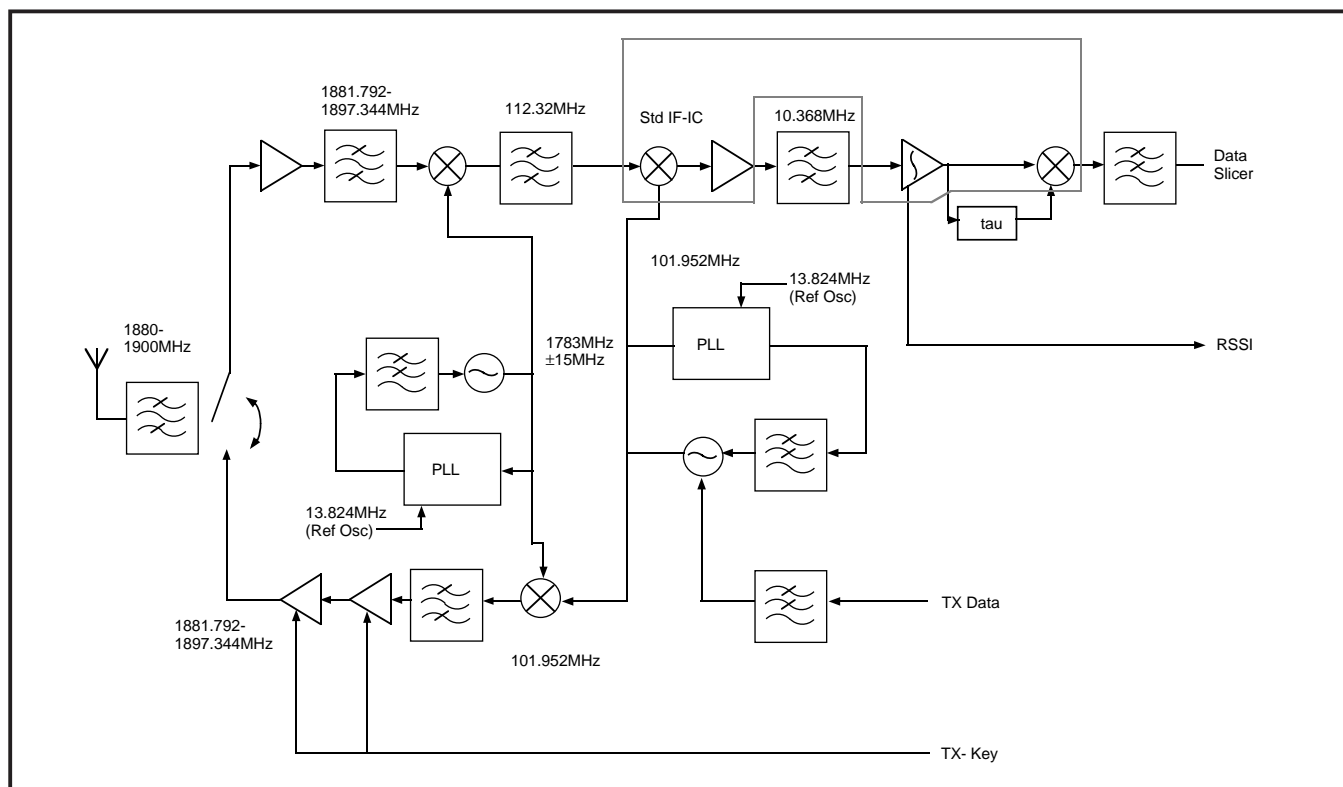 1881.792-
1897.344MHz
112.32MHz
Std IF-IC
10.368MHz
Data
Slicer
tau
101.952MHz
13.824MHz
(Ref Osc)
1880-
1900MHz
1783MHz
±15MHz
PLL
RSSI
PLL
13.824MHz
(Ref Osc)
TX Data
1881.792-
1897.344MHz
101.952MHz
TX- Key